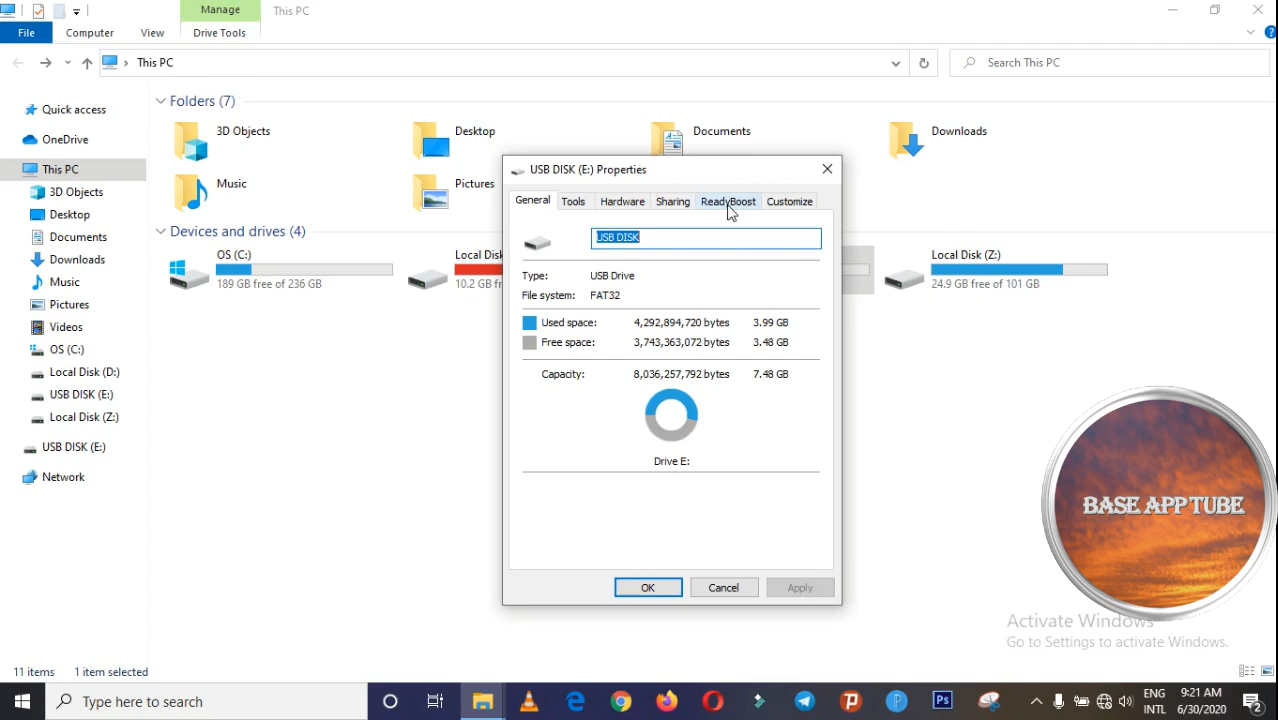 Manage
This PC
File
Computer
View
Drive Tools
This PC
Search This PC
Quick access
OneDrive
This PC
3D Objects
Desktop
Documents
Downloads
Music
Pictures
Videos
OS (C:)
Local Disk (D:)
USB DISK (E:)
Local Disk (Z:)
USB DISK (E:)
Network
Folders (7)
3D Objects
Desktop
Documents
Downloads
Music
Pictures
Devices and drives (4)
OS (C:)
189 GB free of 236 GB
Local Disk
10.2 GB
Local Disk (Z:)
24.9 GB free of 101 GB
USB DISK (E:) Properties
General
Tools
Hardware
Sharing
ReadyBoost
Customize
USB DISK
Type: USB Drive
File system: FAT32
Used space: 4,292,894,720 bytes 3.99 GB
Free space: 3,743,363,072 bytes 3.48 GB
Capacity: 8,036,257,792 bytes 7.48 GB
Drive E:
OK
Cancel
Apply
BASE APP TUBE
Activate Windows
Go to Settings to activate Windows.
11 items 1 item selected
Type here to search
Ps
ENG
INTL
9:21 AM
6/30/2020
2